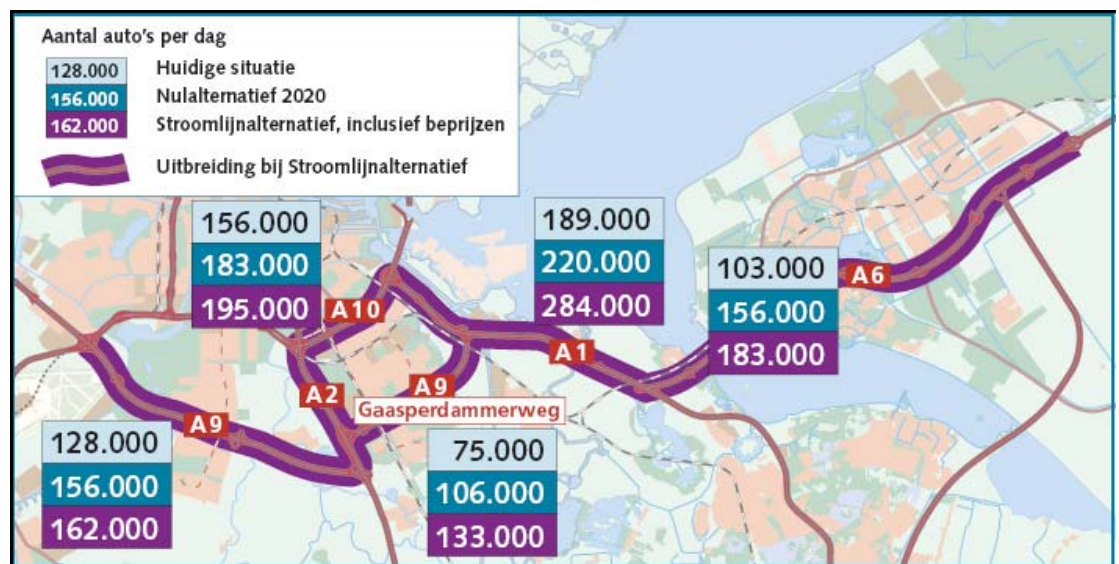 Aantal auto's per dag
128.000 Huidige situatie
156.000 Nulalternatief 2020
162.000 Stroomlijnalternatief, inclusief beprijzen
Uitbreiding bij Stroomlijnalternatief
156.000
183.000
195.000
189.000
220.000
284.000
103.000
156.000
183.000
A6
A10
A1
A9
A2
Gaasperdammerweg
A9
128.000
156.000
162.000
75.000
106.000
133.000